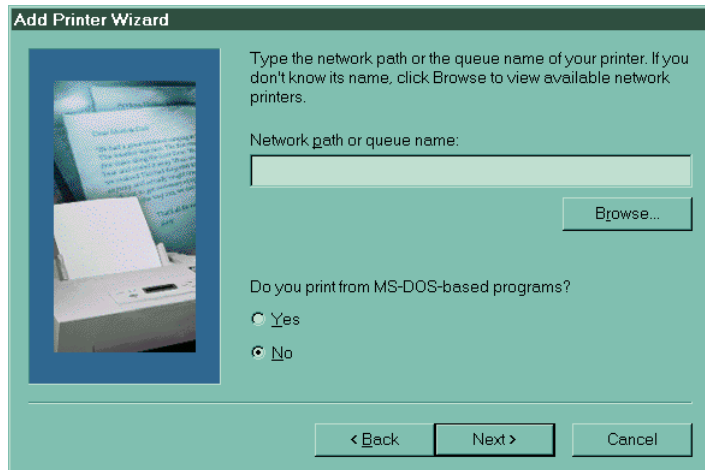 Add Printer Wizard
Type the network path or the queue name of your printer. If you
don't know its name, click Browse to view available network
printers.
Network path or queue name:
Browse...
Do you print from MS-DOS-based programs?
Yes
No
< Back
Next >
Cancel